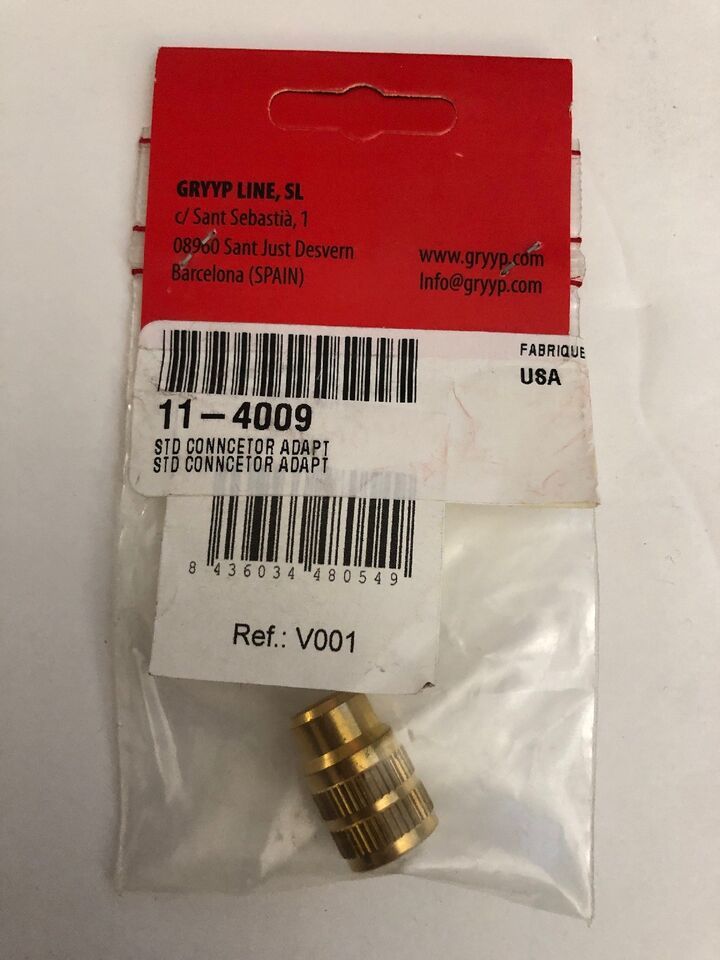 GRYYP LINE, SL
c/ Sant Sebastià, 1
08960 Sant Just Desvern
Barcelona (SPAIN)
www.gryyp.com
Info@gryyp.com
FABRIQUE
USA
11-4009
STD CONNCETOR ADAPT
STD CONNCETOR ADAPT
8 436034 480549
Ref.: V001